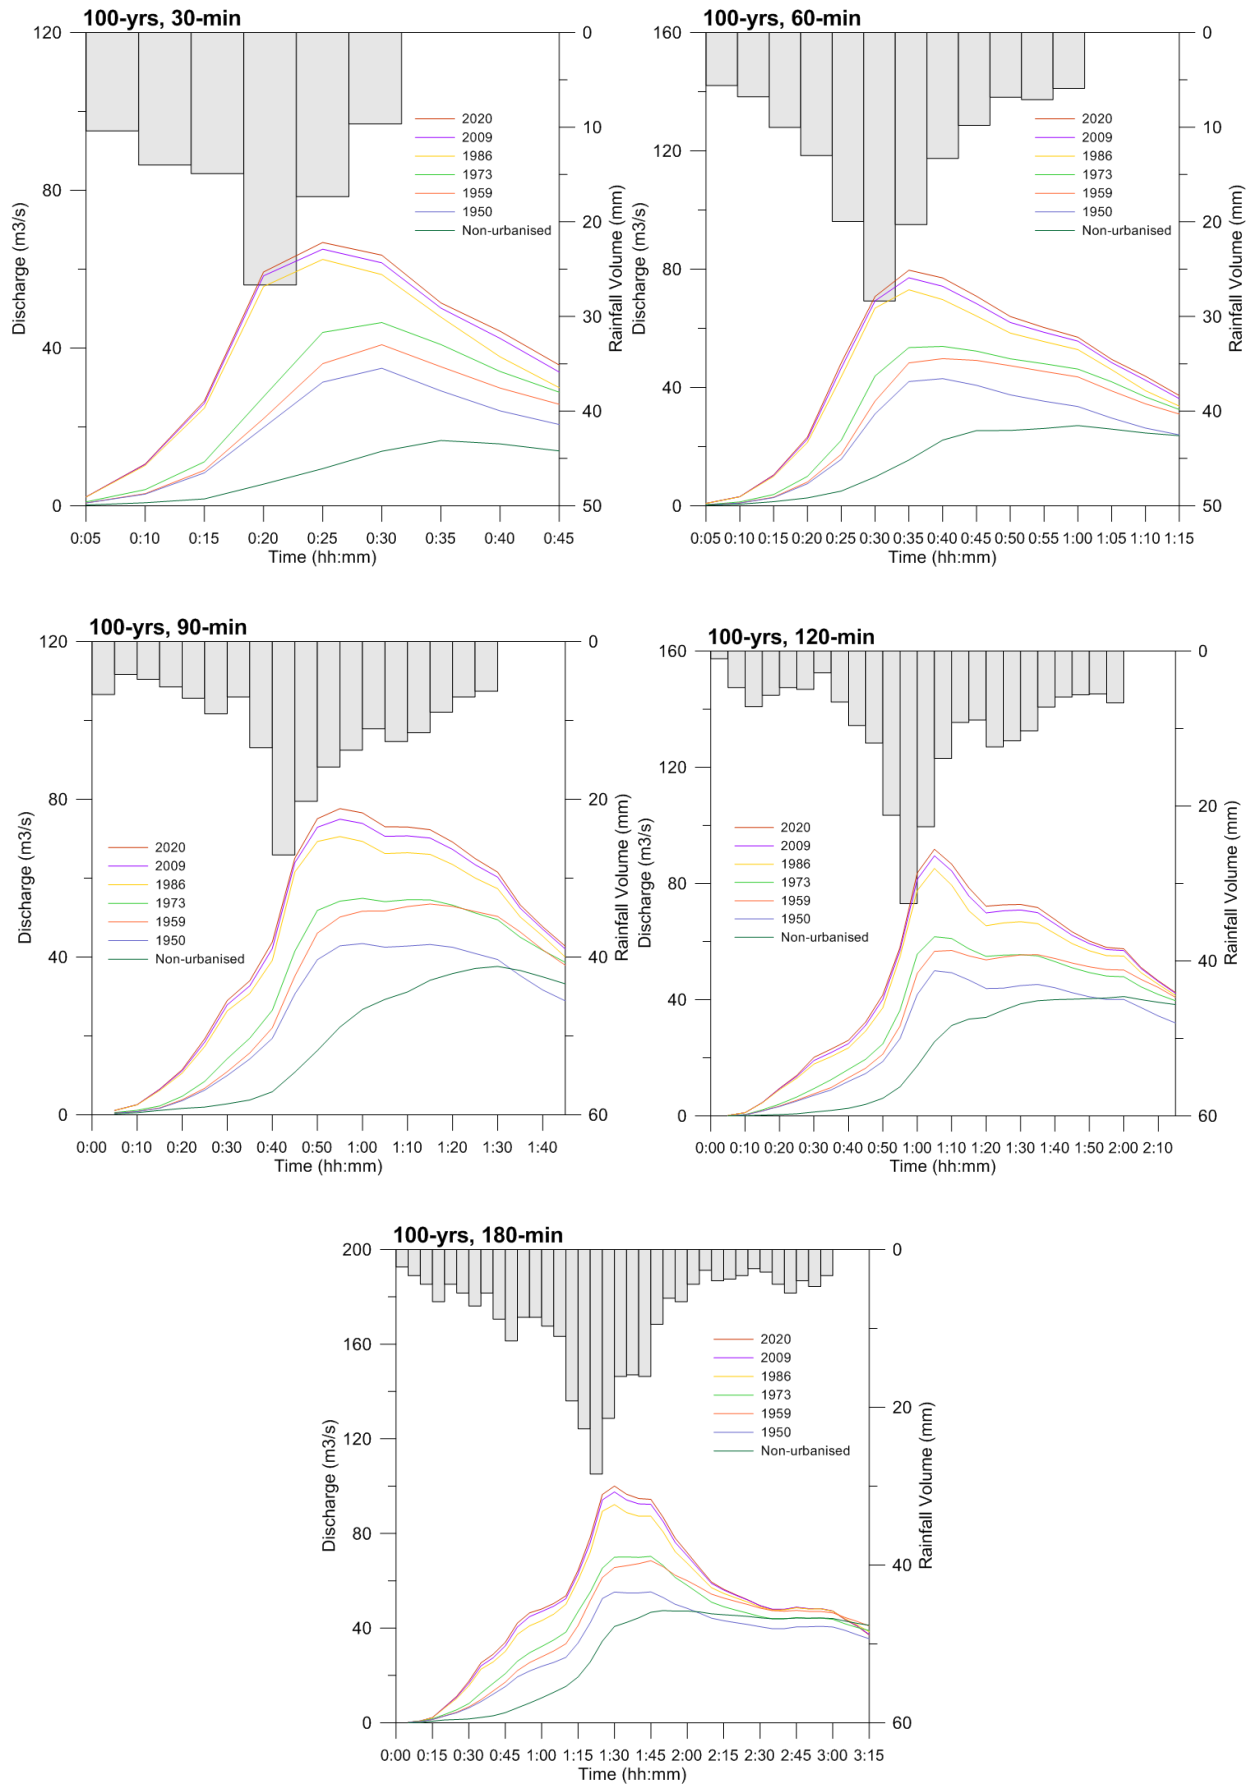 100-yrs, 30-min
120
80
40
0
Discharge (m3/s)
0
10
20
30
40
50
Rainfall Volume (mm)
2020
2009
1986
1973
1959
1950
Non-urbanised
0:05 0:10 0:15 0:20 0:25 0:30 0:35 0:40 0:45
Time (hh:mm)
100-yrs, 60-min
160
120
80
40
0
Discharge (m3/s)
0
10
20
30
40
50
Rainfall Volume (mm)
2020
2009
1986
1973
1959
1950
Non-urbanised
0:05 0:10 0:15 0:20 0:25 0:30 0:35 0:40 0:45 0:50 0:55 1:00 1:05 1:10 1:15
Time (hh:mm)
100-yrs, 90-min
120
80
40
0
Discharge (m3/s)
0
20
40
60
Rainfall Volume (mm)
2020
2009
1986
1973
1959
1950
Non-urbanised
0:00 0:10 0:20 0:30 0:40 0:50 1:00 1:10 1:20 1:30 1:40
Time (hh:mm)
100-yrs, 120-min
160
120
80
40
0
Discharge (m3/s)
0
20
40
60
Rainfall Volume (mm)
2020
2009
1986
1973
1959
1950
Non-urbanised
0:00 0:10 0:20 0:30 0:40 0:50 1:00 1:10 1:20 1:30 1:40 1:50 2:00 2:10
Time (hh:mm)
100-yrs, 180-min
200
160
120
80
40
0
Discharge (m3/s)
0
20
40
60
Rainfall Volume (mm)
2020
2009
1986
1973
1959
1950
Non-urbanised
0:00 0:15 0:30 0:45 1:00 1:15 1:30 1:45 2:00 2:15 2:30 2:45 3:00 3:15
Time (hh:mm)